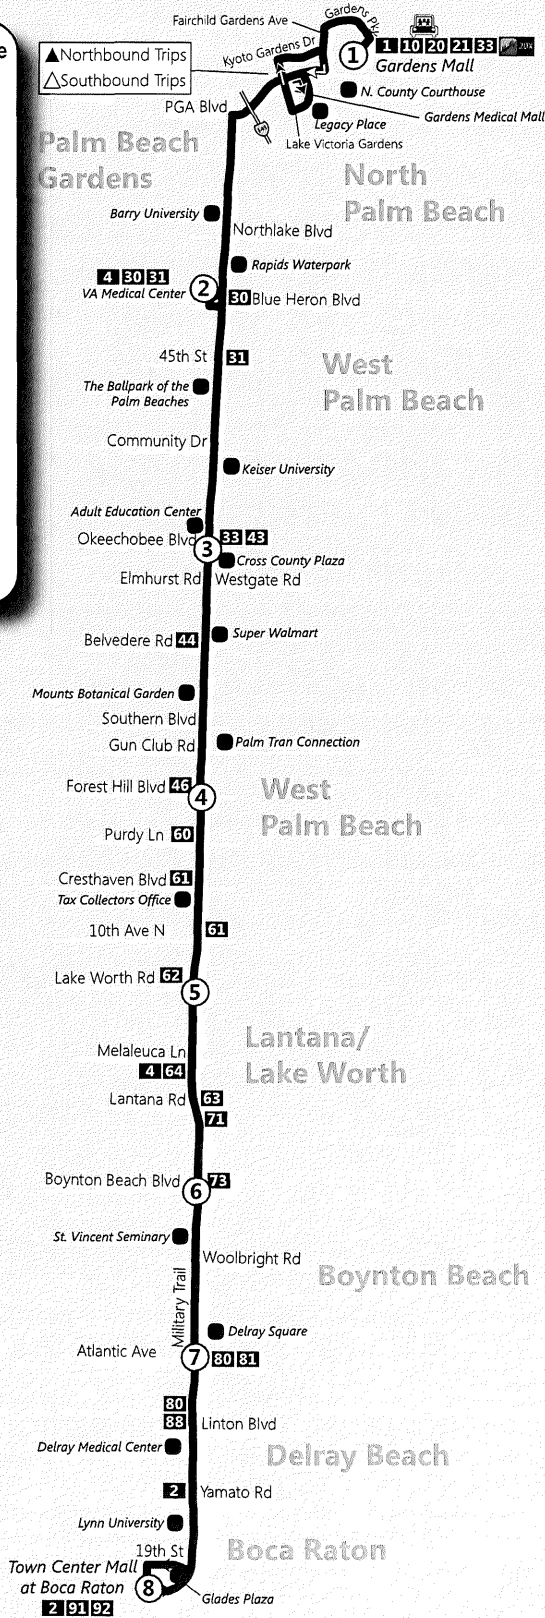 e
Fairchild Gardens Ave
Gardens Pk
▲Northbound Trips
△Southbound Trips
Kyoto Gardens Dr
1
1 10 20 21 33
Gardens Mall
N. County Courthouse
PGA Blvd
Legacy Place
Gardens Medical Mall
Lake Victoria Gardens
Palm Beach
Gardens
North
Palm Beach
Barry University
Northlake Blvd
Rapids Waterpark
4 30 31
VA Medical Center
2
30 Blue Heron Blvd
45th St
31
West
Palm Beach
The Ballpark of the
Palm Beaches
Community Dr
Keiser University
Adult Education Center
Okeechobee Blvd
3
33 43
Cross County Plaza
Elmhurst Rd
Westgate Rd
Belvedere Rd 44
Super Walmart
Mounts Botanical Garden
Southern Blvd
Gun Club Rd
Palm Tran Connection
Forest Hill Blvd 46
4
West
Palm Beach
Purdy Ln 60
Cresthaven Blvd 61
Tax Collectors Office
10th Ave N
61
Lake Worth Rd 62
5
Lantana/
Lake Worth
Melaleuca Ln
4 64
Lantana Rd
63
71
Boynton Beach Blvd
6
73
St. Vincent Seminary
Woolbright Rd
Boynton Beach
Military Trail
Delray Square
Atlantic Ave
7
80 81
80
88
Linton Blvd
Delray Medical Center
Delray Beach
2
Yamato Rd
Lynn University
19th St
Boca Raton
Town Center Mall
at Boca Raton
8
2 91 92
Glades Plaza